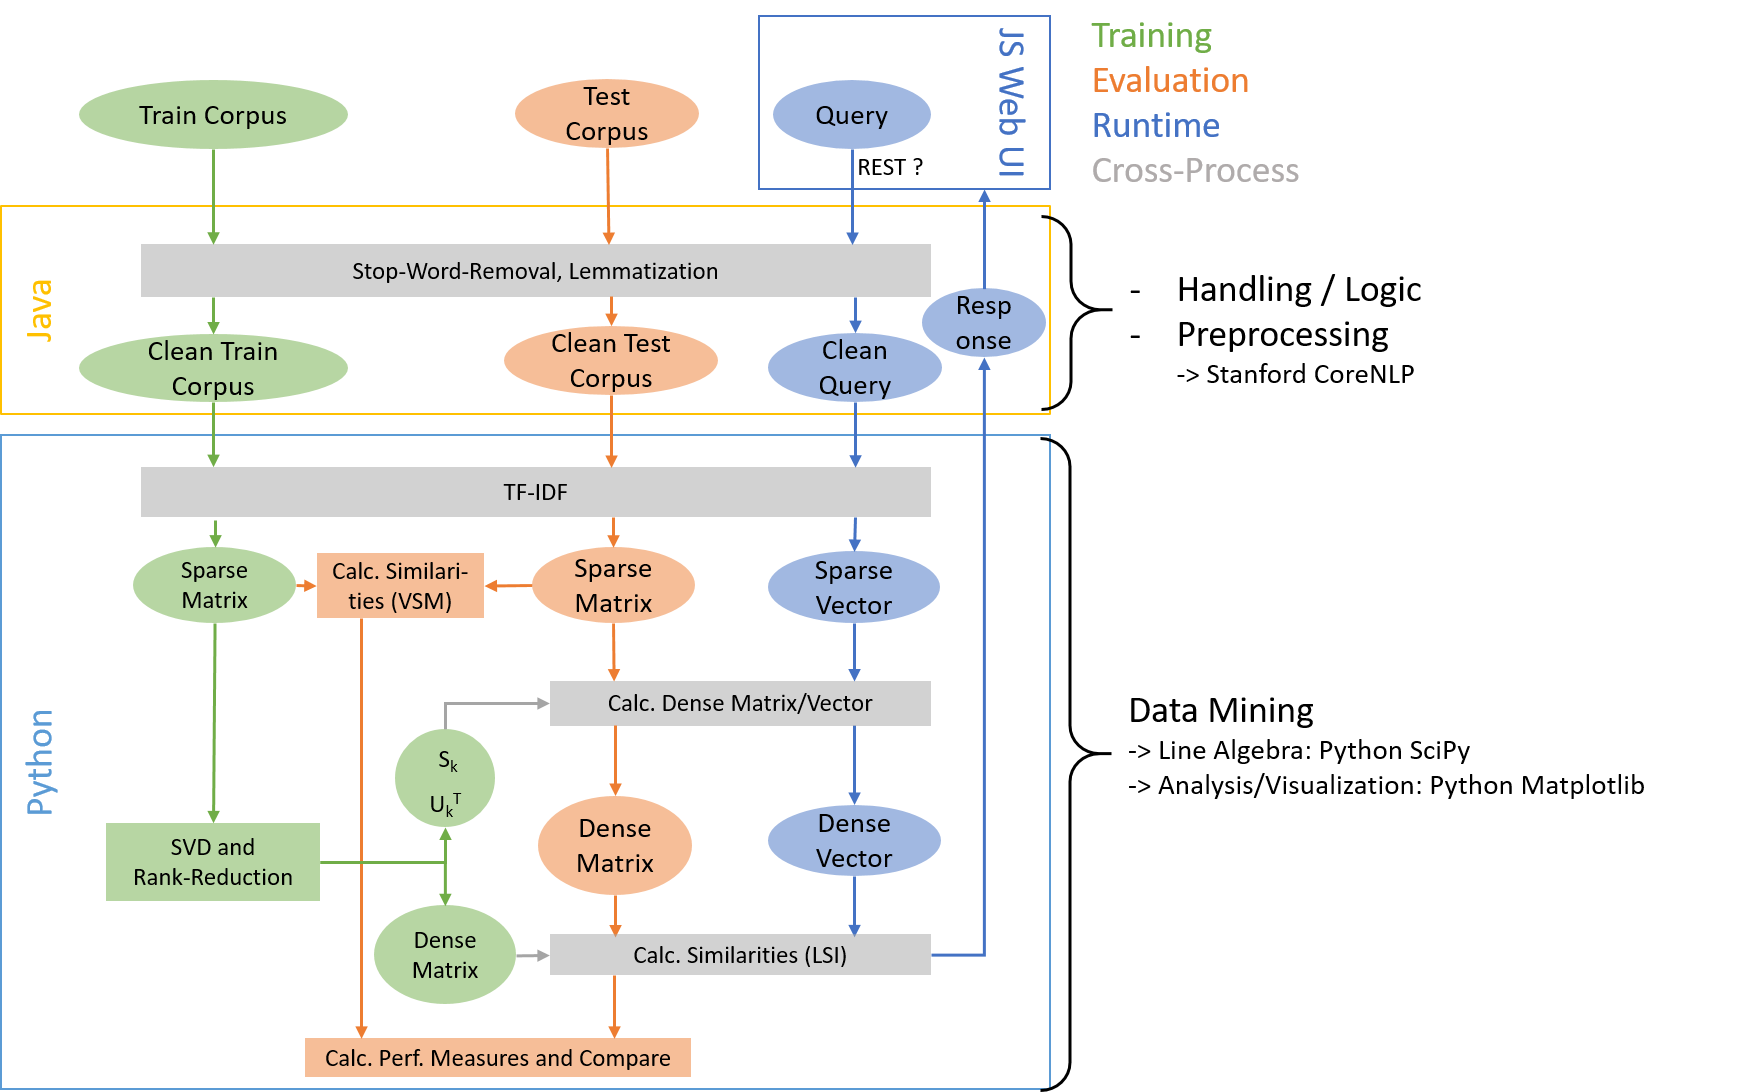 JS Web UI
Training
Evaluation
Runtime
Cross-Process
Train Corpus
Test
Corpus
Query
REST ?
Java
Stop-Word-Removal, Lemmatization
Resp
onse
Clean Train
Corpus
Clean Test
Corpus
Clean
Query
- Handling / Logic
- Preprocessing
-> Stanford CoreNLP
Python
TF-IDF
Sparse
Matrix
Calc. Similari-
ties (VSM)
Sparse
Matrix
Sparse
Vector
Calc. Dense Matrix/Vector
Sk
UkT
Dense
Matrix
Dense
Vector
SVD and
Rank-Reduction
Dense
Matrix
Calc. Similarities (LSI)
Calc. Perf. Measures and Compare
Data Mining
-> Line Algebra: Python SciPy
-> Analysis/Visualization: Python Matplotlib